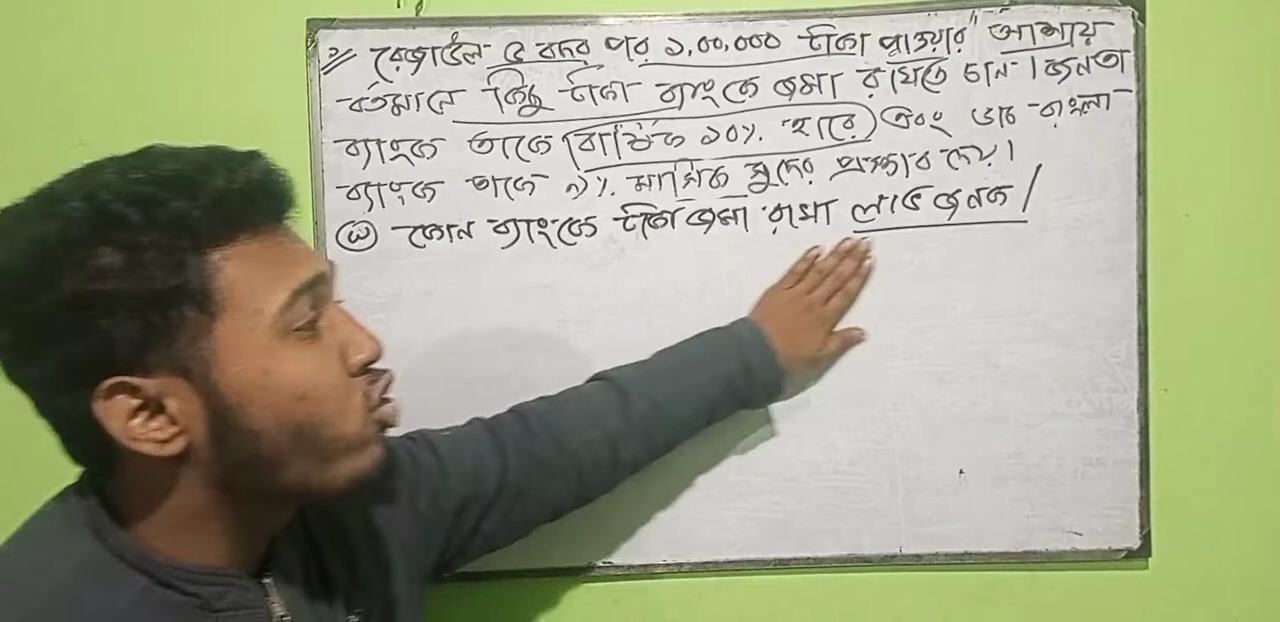 ২) রেজাউল ৫ বছর পর ১,০০,০০০ টাকা পাওয়ার আশায়
বর্তমানে কিছু টাকা ব্যাংকে জমা রাখতে চান। জনতা
ব্যাংক তাকে বার্ষিক ১০%. হারে এবং ডাচ বাংলা
ব্যাংক তাকে ৯%. মাসিক সুদের প্রস্তাব দেয়।
কোন ব্যাংকে টাকা জমা রাখা লাভজনক/